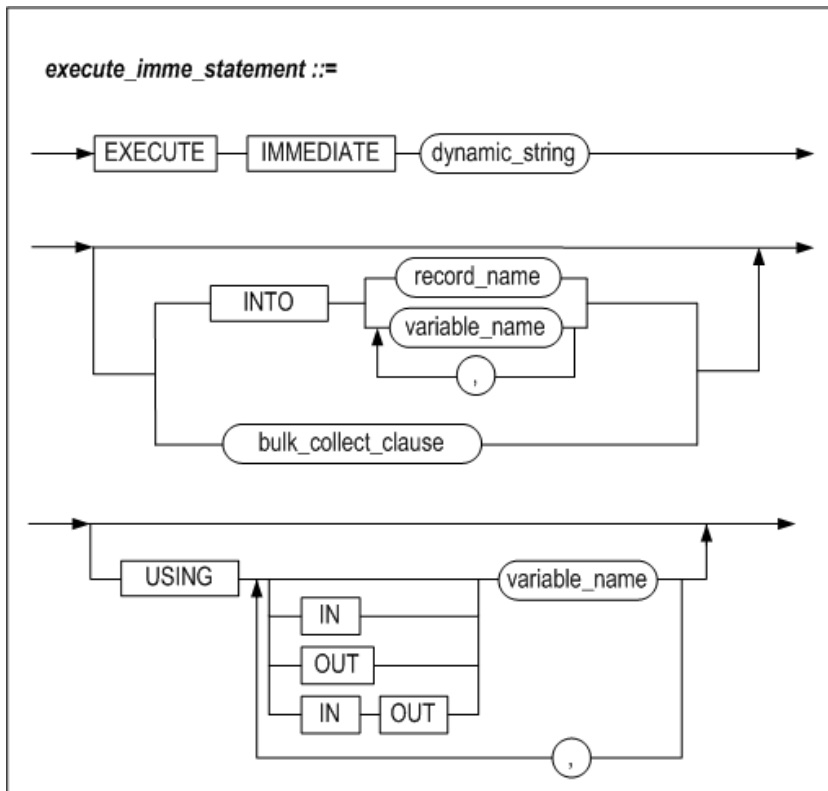 execute_imme_statement ::=
EXECUTE IMMEDIATE dynamic_string
record_name
INTO
variable_name
,
bulk_collect_clause
USING variable_name
IN
OUT
IN OUT
,